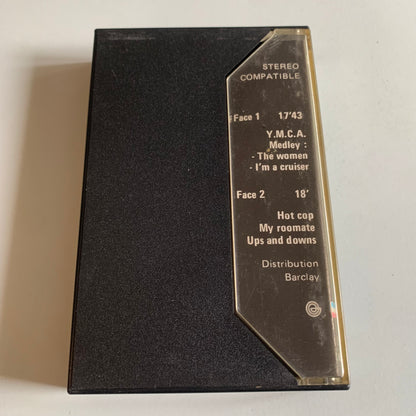 STEREO
COMPATIBLE
Face 1 17'43
Y.M.C.A.
Medley :
- The women
- I'm a cruiser
Face 2 18'
Hot cop
My roomate
Ups and downs
Distribution
Barclay